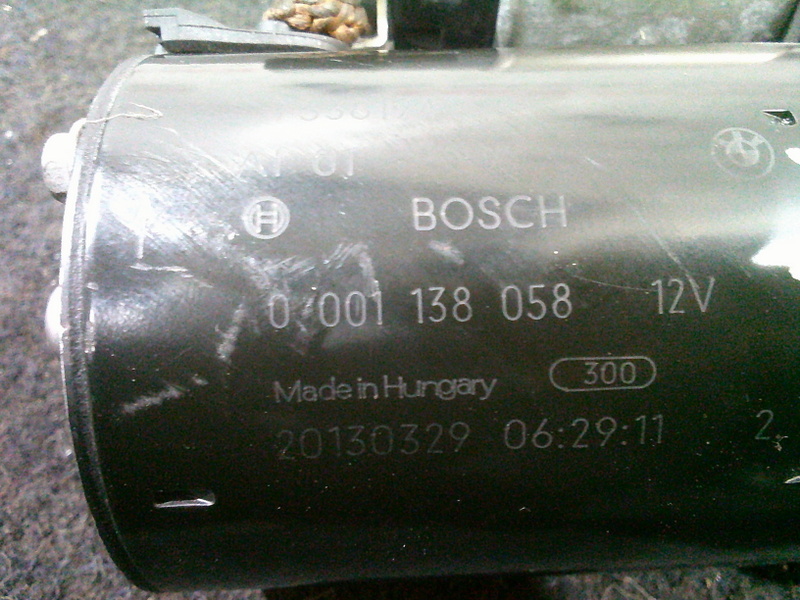 BOSCH
0 001 138 058 12V
Made in Hungary 300
20130329 06:29:11 2